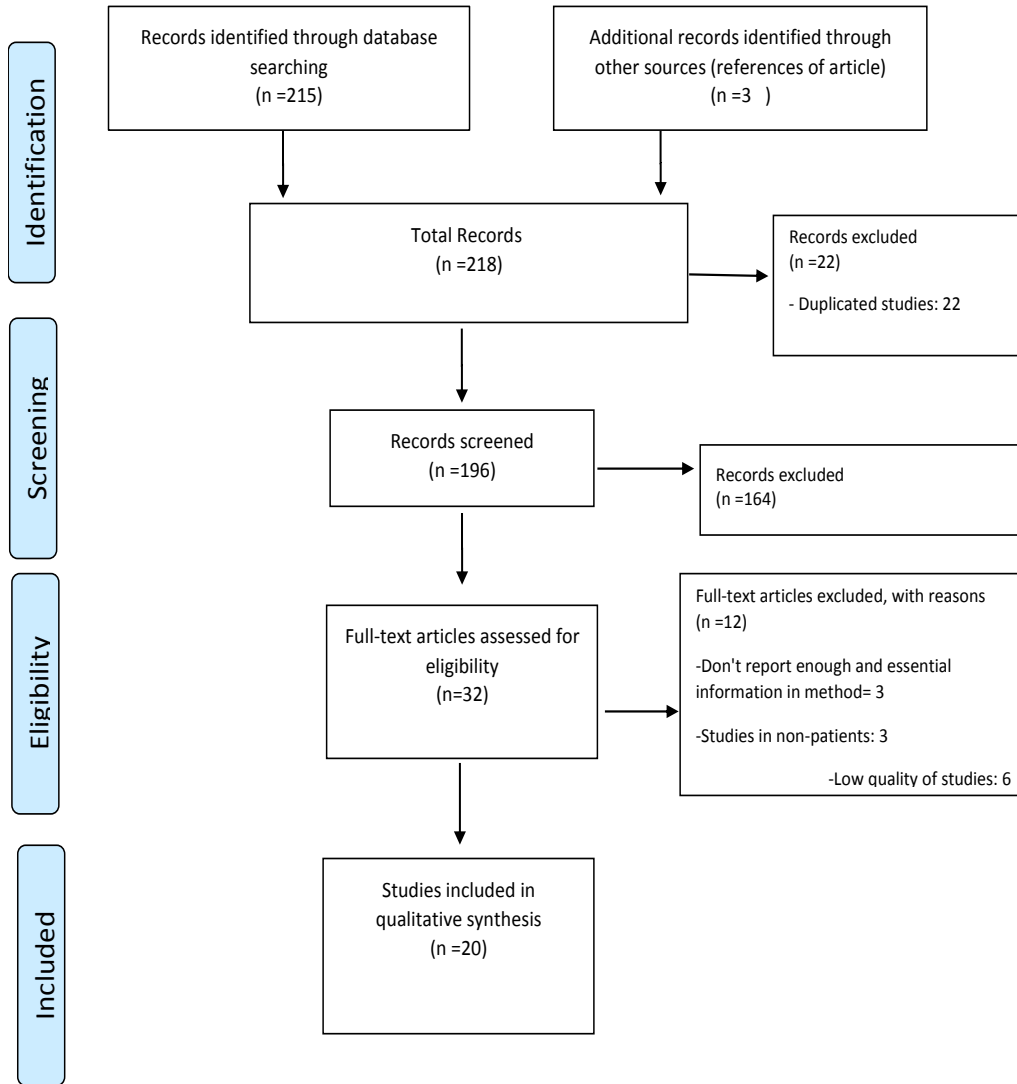 Records identified through database
searching
(n =215)
Additional records identified through
other sources (references of article)
(n =3 )
Identification
Total Records
(n =218)
Records excluded
(n =22)
- Duplicated studies: 22
Screening
Records screened
(n =196)
Records excluded
(n =164)
Eligibility
Full-text articles assessed for
eligibility
(n=32)
Full-text articles excluded, with reasons
(n =12)
-Don't report enough and essential
information in method= 3
-Studies in non-patients: 3
-Low quality of studies: 6
Included
Studies included in
qualitative synthesis
(n =20)